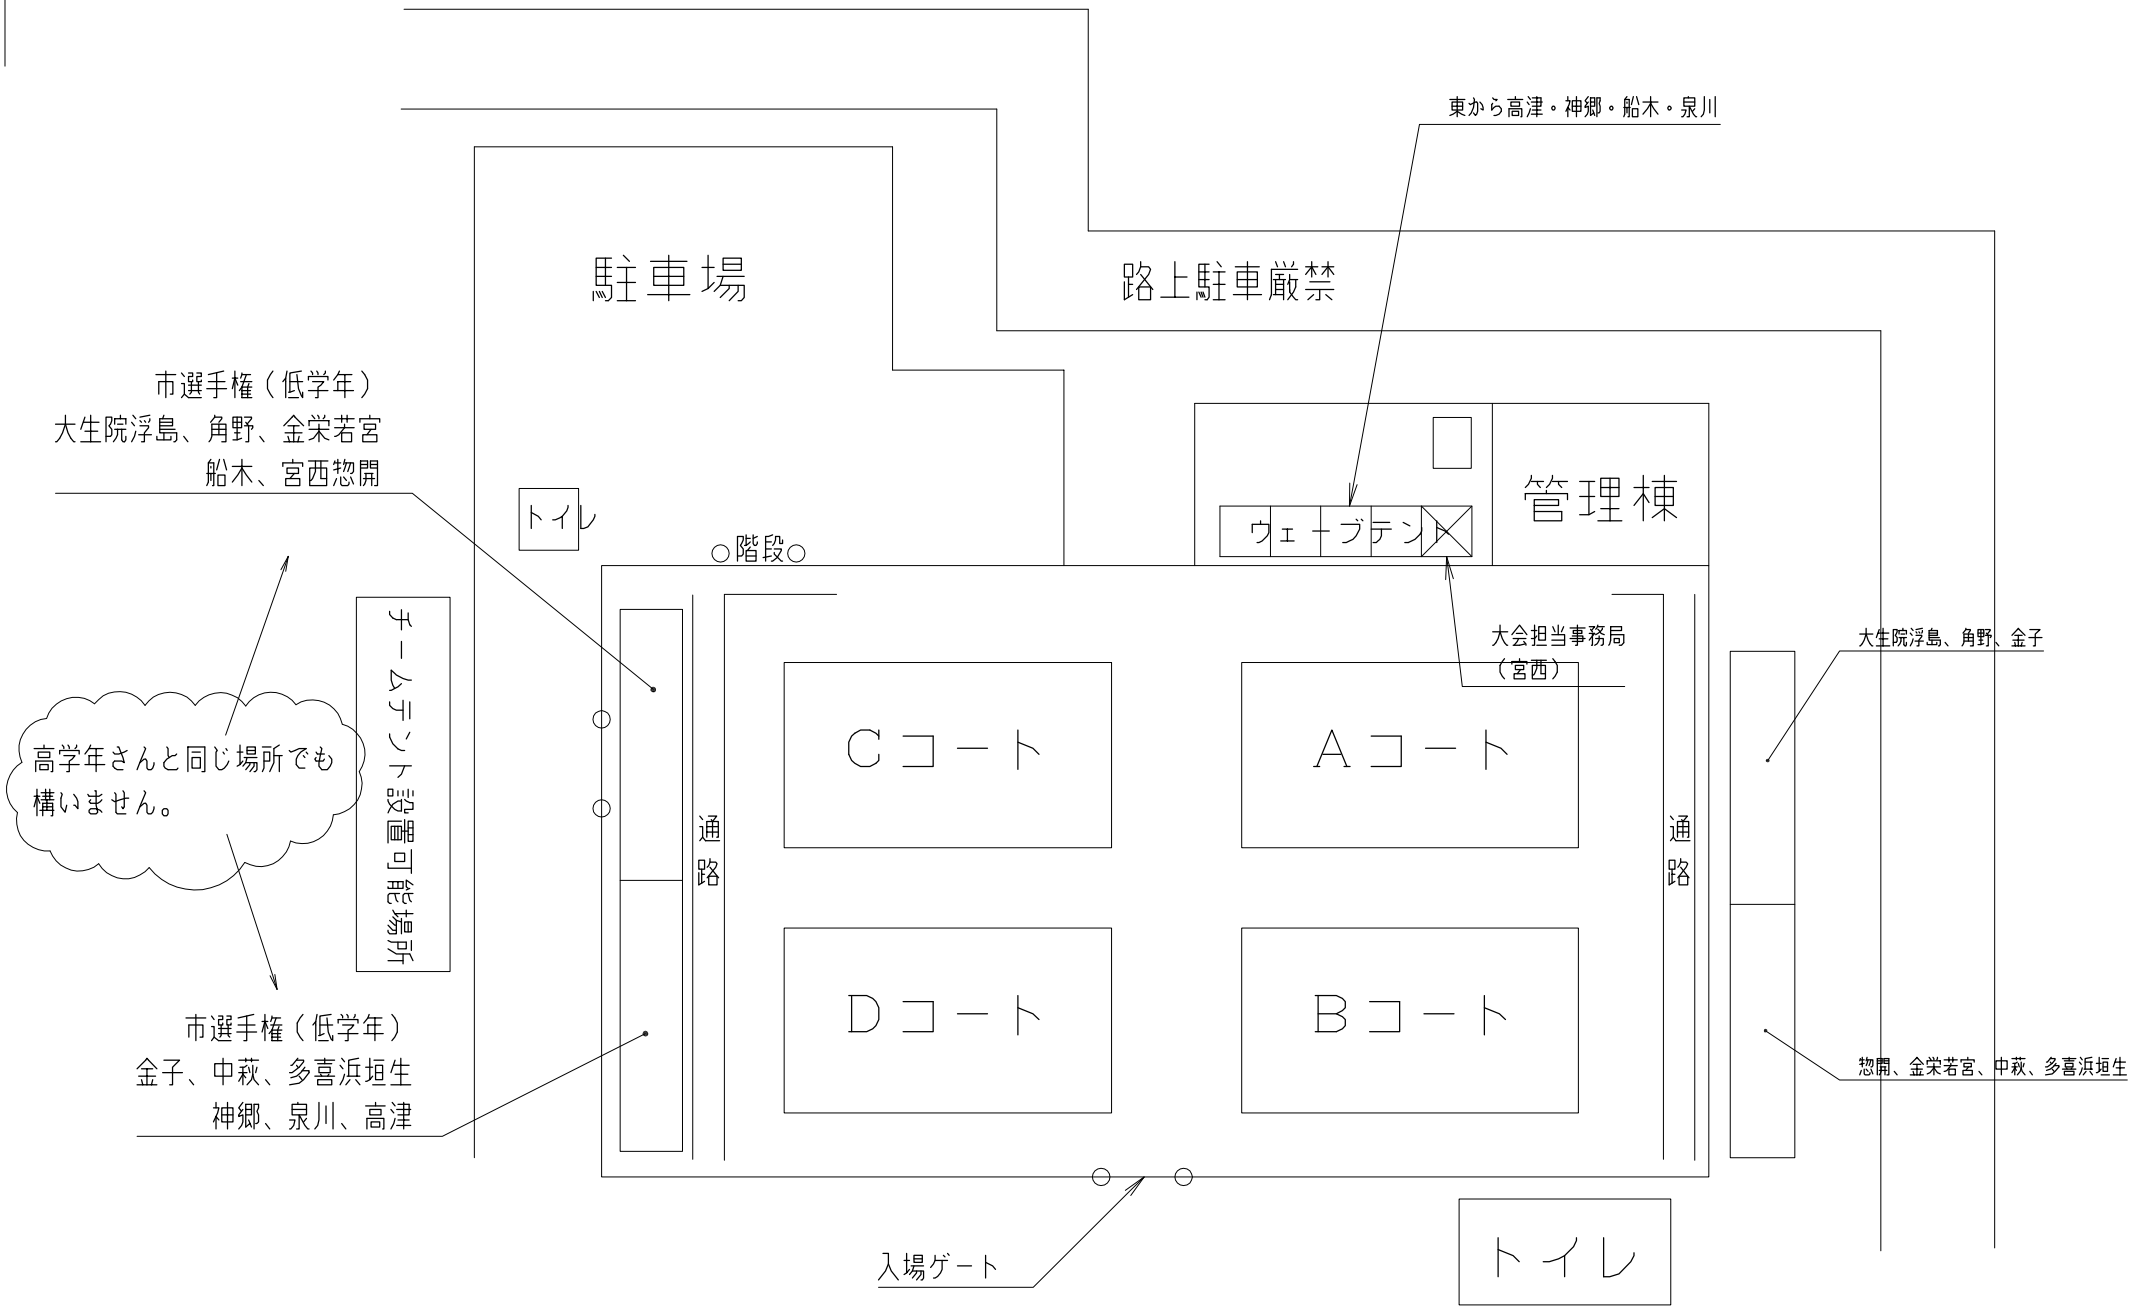 東から高津・神郷・船木・泉川
駐車場
路上駐車厳禁
市選手権（低学年）
大生院浮島、角野、金栄若宮
船木、宮西惣開
トイレ
階段
ウェーブテント
管理棟
大会担当事務局
（宮西）
チームテント設置可能場所
大生院浮島、角野、金子
高学年さんと同じ場所でも
構いません。
Cコート
Aコート
通路
通路
Dコート
Bコート
市選手権（低学年）
金子、中萩、多喜浜垣生
神郷、泉川、高津
惣開、金栄若宮、中萩、多喜浜垣生
入場ゲート
トイレ